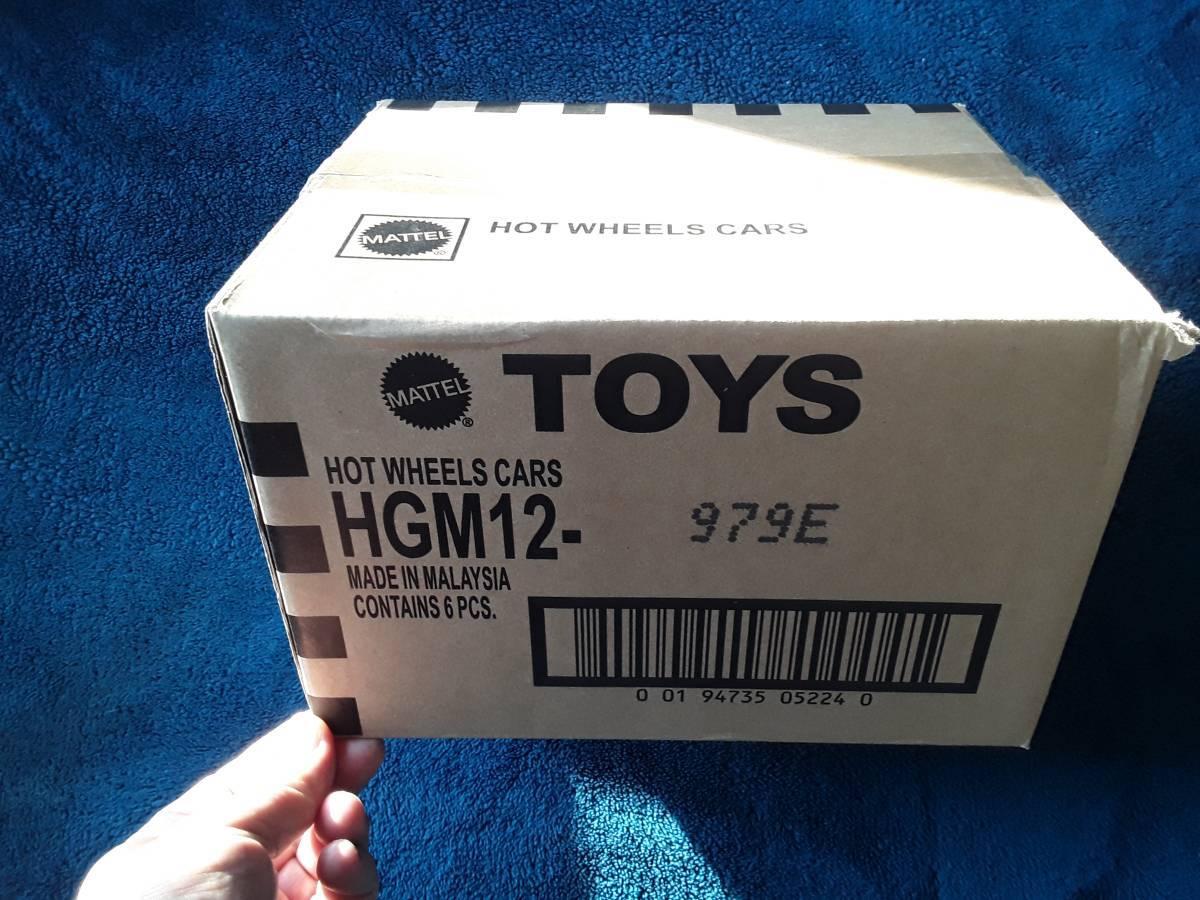 MATTEL
®
HOT WHEELS CARS
MATTEL
®
TOYS
HOT WHEELS CARS
HGM12-
979E
MADE IN MALAYSIA
CONTAINS 6 PCS.
0 01 94735 05224 0